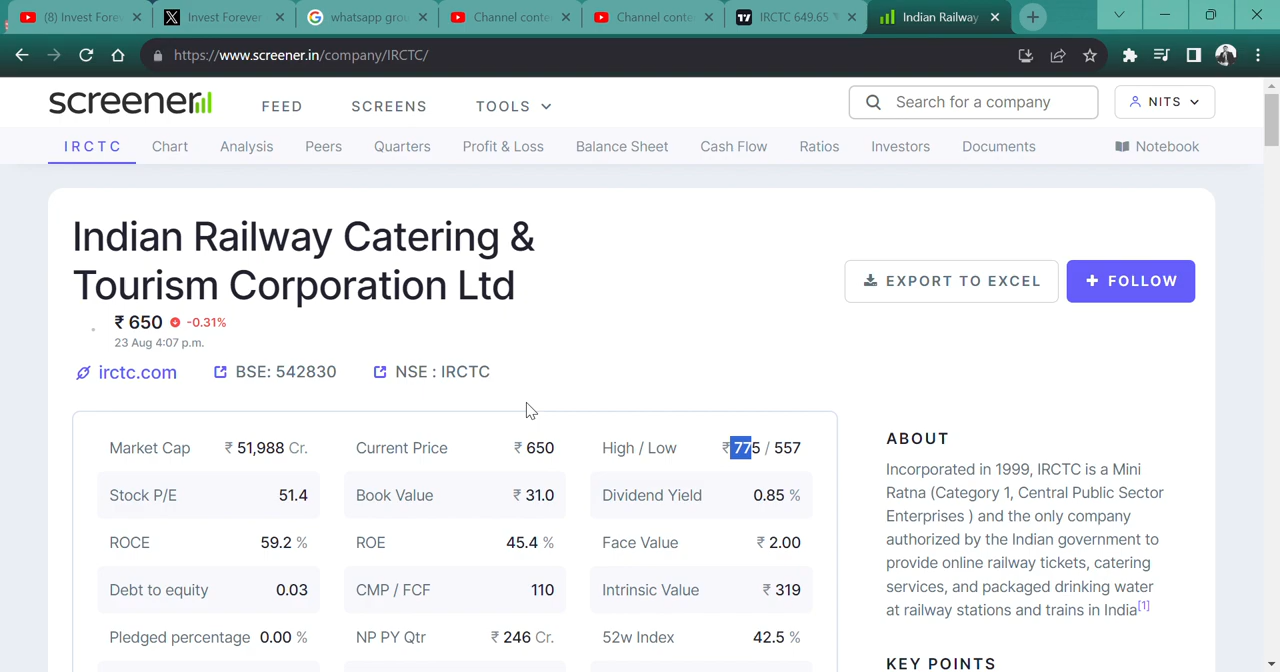 (8) Invest Forev
Invest Forever
whatsapp grou
Channel conte
Channel conte
IRCTC 649.65
Indian Railway
https://www.screener.in/company/IRCTC/
screener
FEED
SCREENS
TOOLS
Search for a company
NITS
IRCTC
Chart
Analysis
Peers
Quarters
Profit & Loss
Balance Sheet
Cash Flow
Ratios
Investors
Documents
Notebook
Indian Railway Catering &
Tourism Corporation Ltd
EXPORT TO EXCEL
+ FOLLOW
₹ 650 -0.31%
23 Aug 4:07 p.m.
irctc.com
BSE: 542830
NSE : IRCTC
Market Cap ₹ 51,988 Cr.
Current Price ₹ 650
High / Low ₹ 775 / 557
Stock P/E 51.4
Book Value ₹ 31.0
Dividend Yield 0.85 %
ROCE 59.2 %
ROE 45.4 %
Face Value ₹ 2.00
Debt to equity 0.03
CMP / FCF 110
Intrinsic Value ₹ 319
Pledged percentage 0.00 %
NP PY Qtr ₹ 246 Cr.
52w Index 42.5 %
ABOUT
Incorporated in 1999, IRCTC is a Mini
Ratna (Category 1, Central Public Sector
Enterprises ) and the only company
authorized by the Indian government to
provide online railway tickets, catering
services, and packaged drinking water
at railway stations and trains in India[1]
KEY POINTS